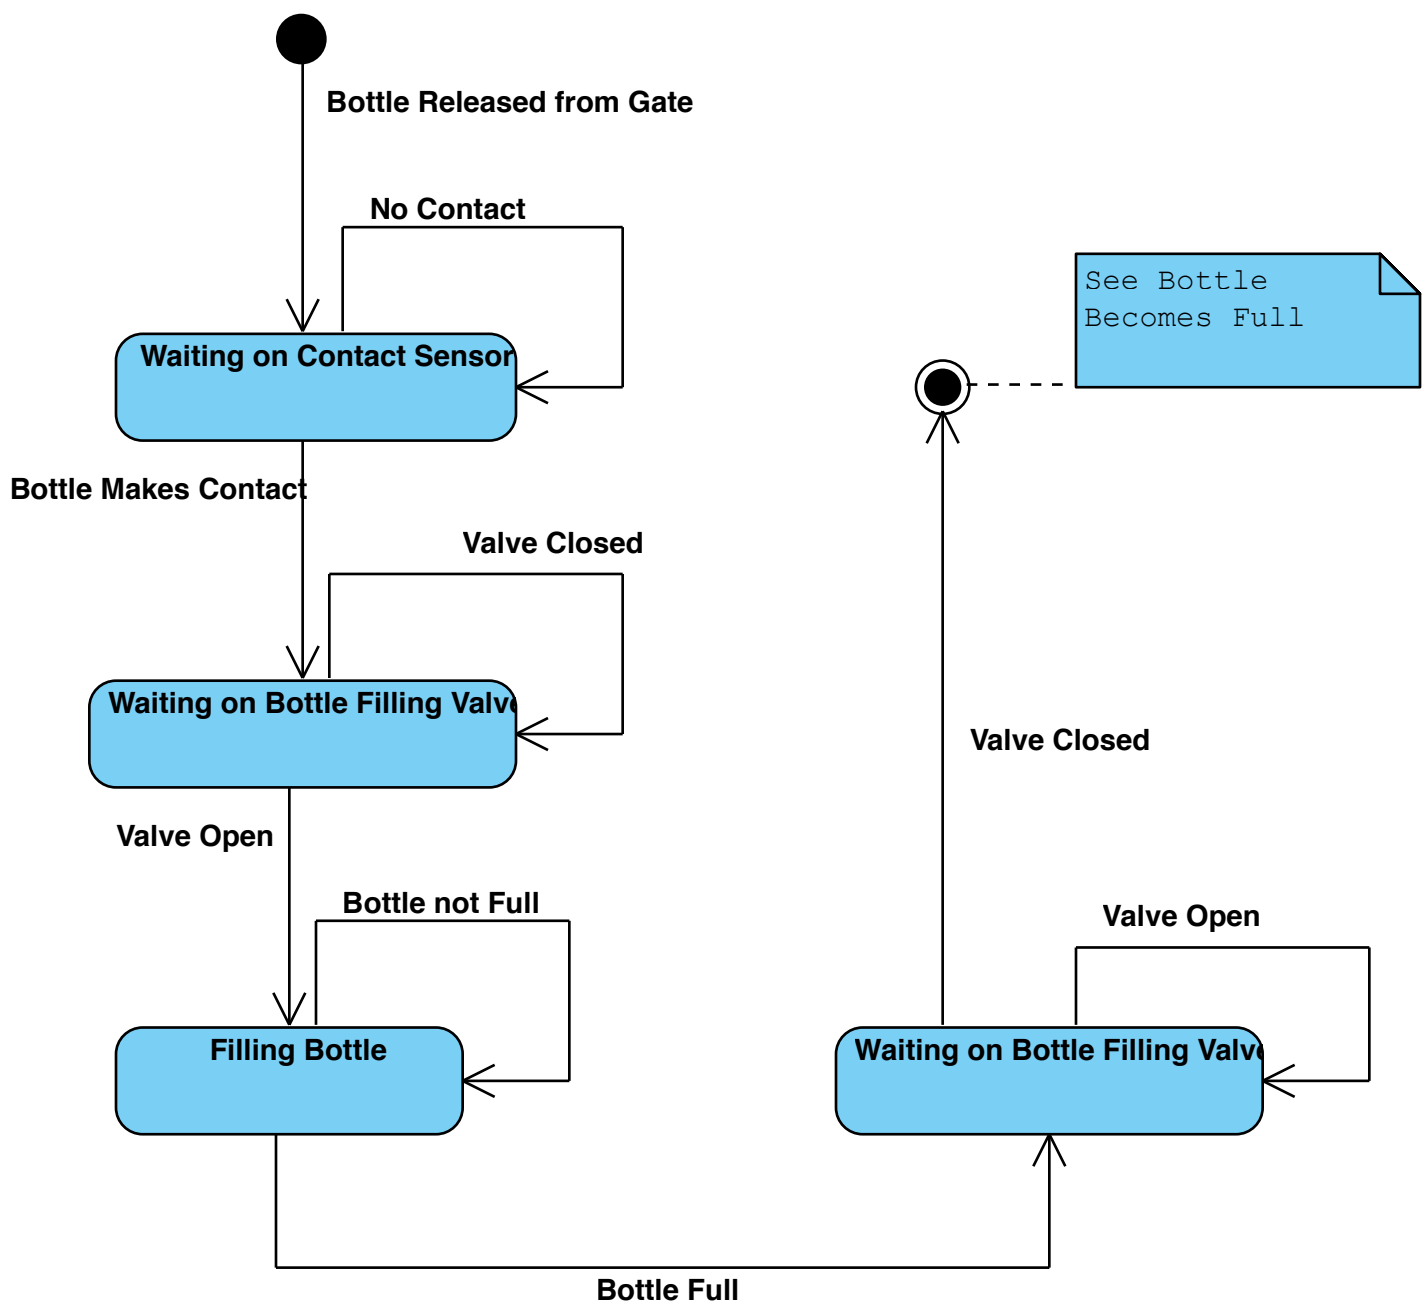 Bottle Released from Gate
No Contact
Waiting on Contact Sensor
Bottle Makes Contact
Valve Closed
Waiting on Bottle Filling Valve
Valve Open
Bottle not Full
Filling Bottle
Bottle Full
See Bottle
Becomes Full
Valve Closed
Valve Open
Waiting on Bottle Filling Valve